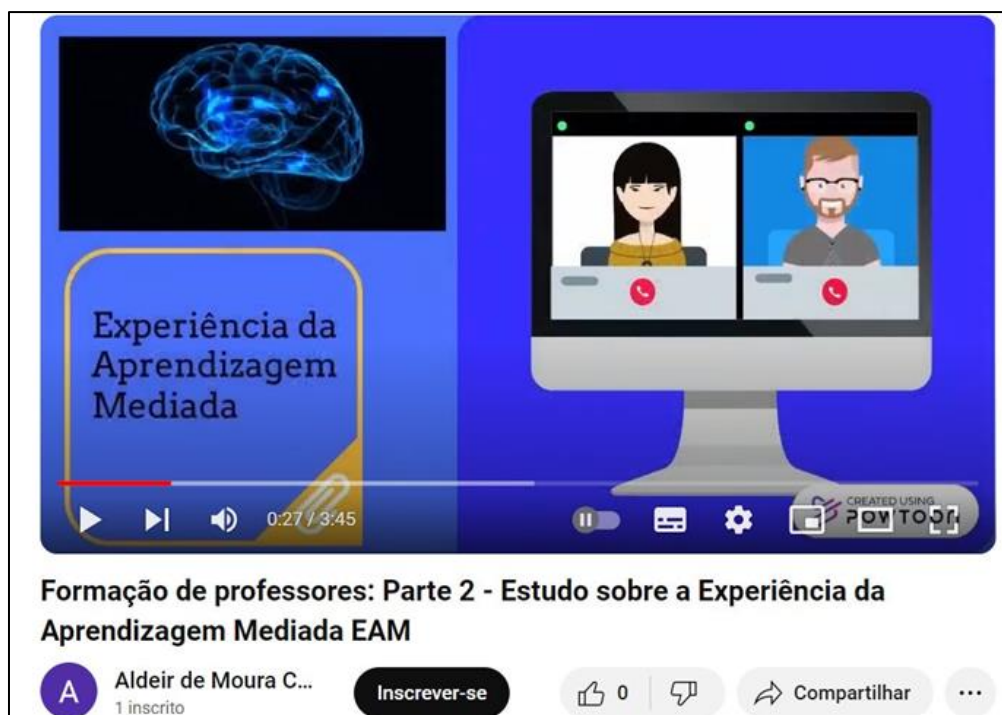 Experiência da
Aprendizagem
Mediada
0:27 / 3:45
CREATED USING
POWTOON
Formação de professores: Parte 2 - Estudo sobre a Experiência da
Aprendizagem Mediada EAM
A
Aldeir de Moura C...
1 inscrito
Inscrever-se
0
Compartilhar